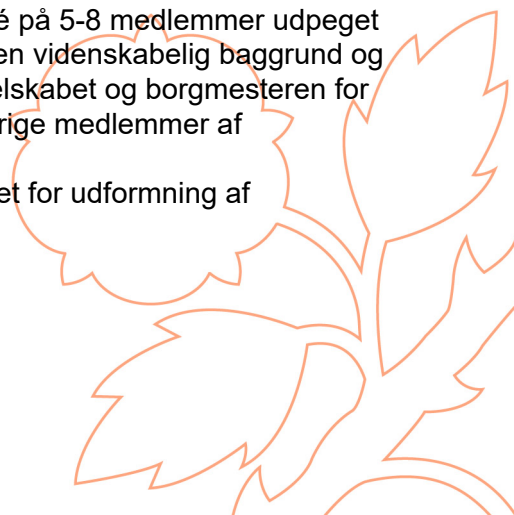 é på 5-8 medlemmer udpeget
en videnskabelig baggrund og
elskabet og borgmesteren for
rige medlemmer af
et for udformning af